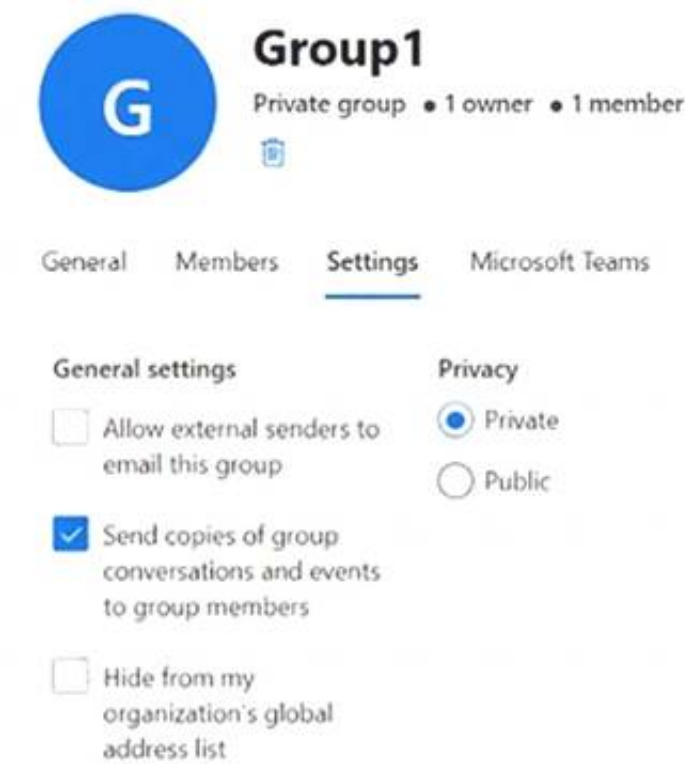 G
Group1
Private group • 1 owner • 1 member
General Members Settings Microsoft Teams
General settings
Allow external senders to
email this group
Send copies of group
conversations and events
to group members
Hide from my
organization's global
address list
Privacy
Private
Public